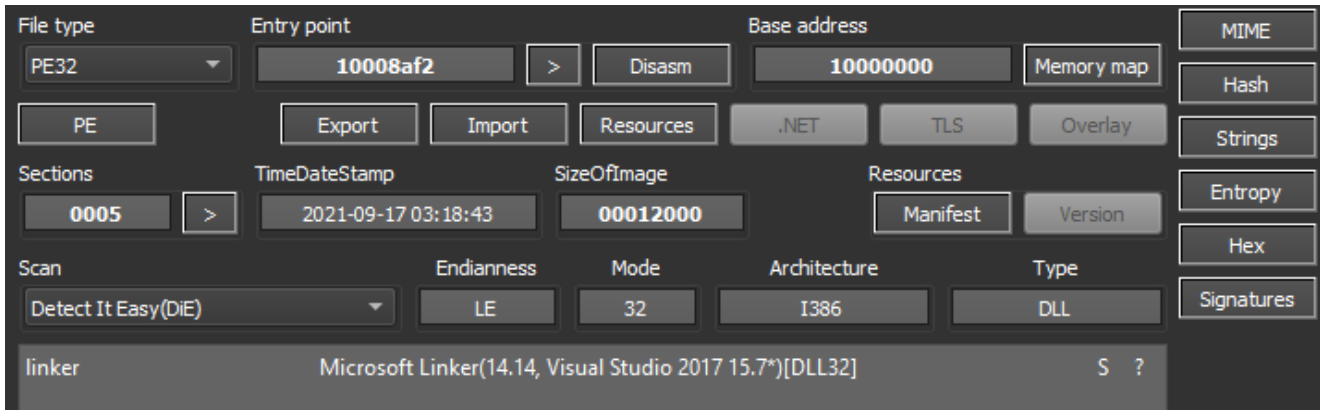 File type Entry point Base address MIME
PE32 10008af2 > Disasm 10000000 Memory map
Hash
PE Export Import Resources .NET TLS Overlay
Strings
Sections TimeDateStamp SizeOfImage Resources
Entropy
0005 > 2021-09-17 03:18:43 00012000 Manifest Version
Hex
Scan Endianness Mode Architecture Type
Detect It Easy(DiE) LE 32 I386 DLL Signatures
linker Microsoft Linker(14.14, Visual Studio 2017 15.7*)[DLL32] S ?